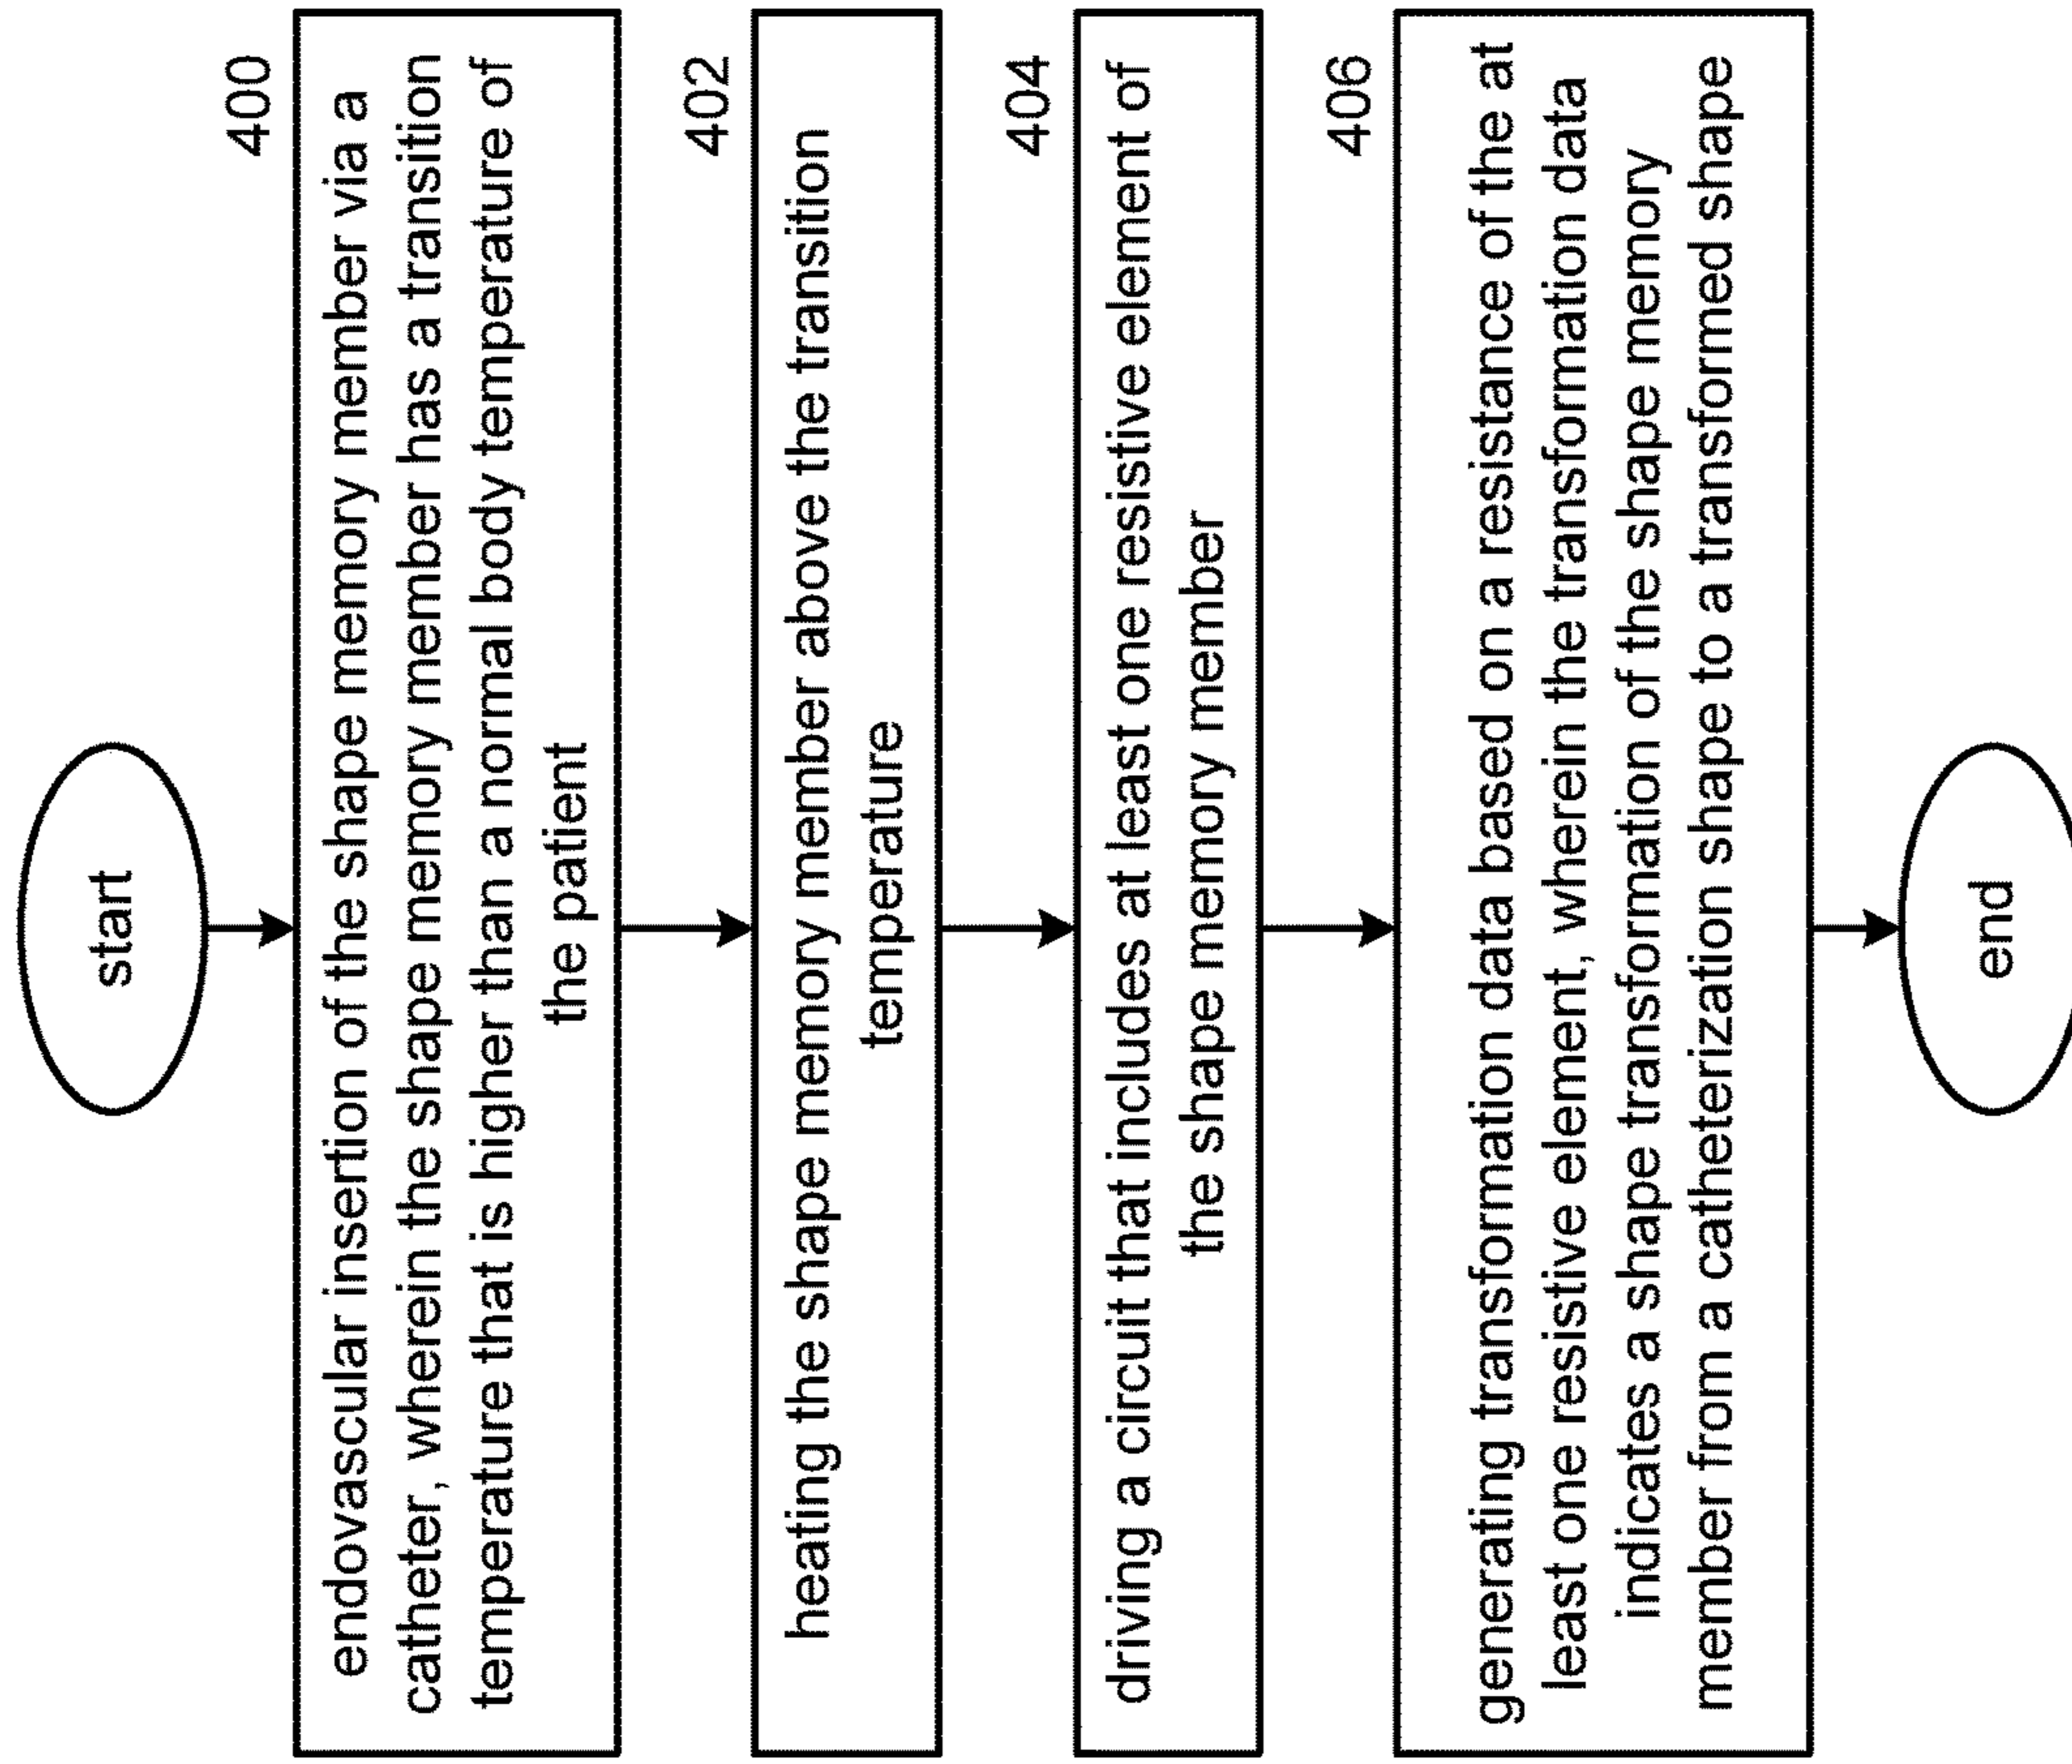 start
400
endovascular insertion of the shape memory member via a
catheter, wherein the shape memory member has a transition
temperature that is higher than a normal body temperature of
the patient
402
heating the shape memory member above the transition
temperature
404
driving a circuit that includes at least one resistive element of
the shape memory member
406
generating transformation data based on a resistance of the at
least one resistive element, wherein the transformation data
indicates a shape transformation of the shape memory
member from a catheterization shape to a transformed shape
end